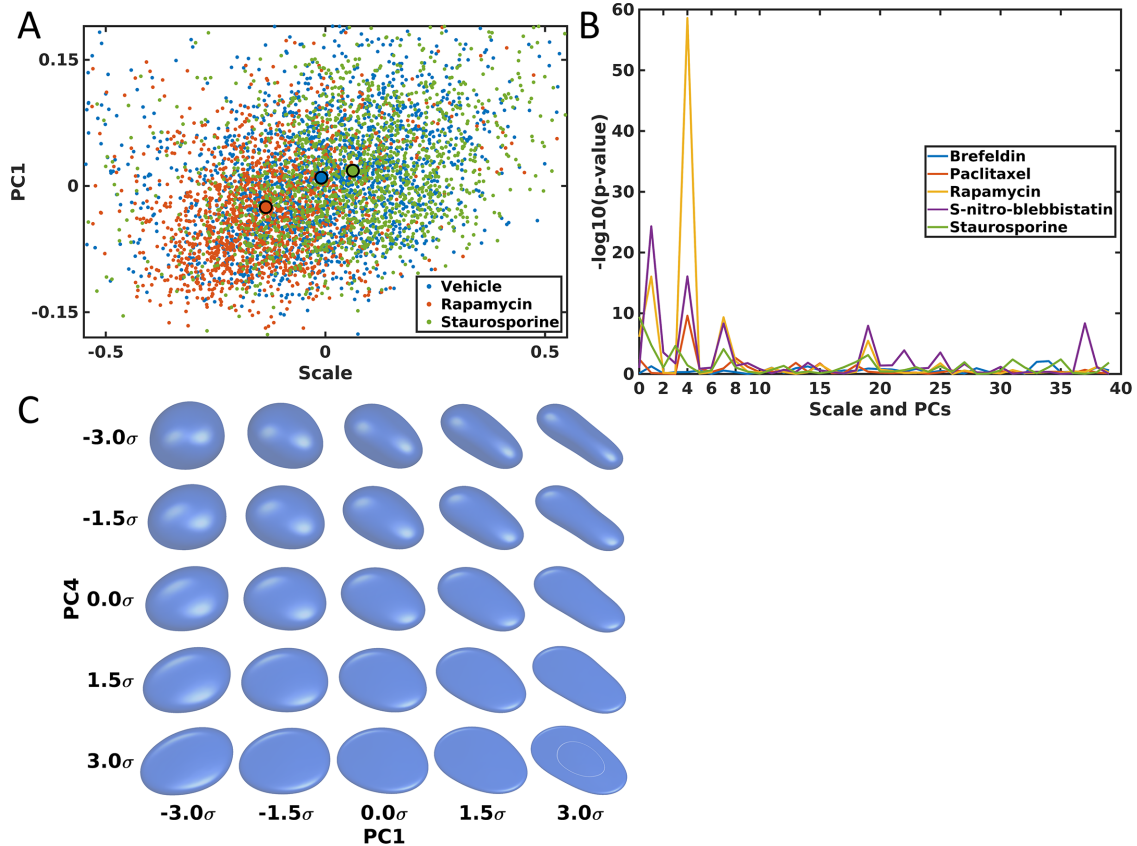 A
PC1
0.15
0
-0.15
-0.5
0
0.5
Scale
Vehicle
Rapamycin
Staurosporine
B
-log10(p-value)
60
50
40
30
20
10
0
0 2 4 6 8 10 15 20 25 30 35 40
Scale and PCs
Brefeldin
Paclitaxel
Rapamycin
S-nitro-blebbistatin
Staurosporine
C
PC4
-3.0σ
-1.5σ
0.0σ
1.5σ
3.0σ
-3.0σ -1.5σ 0.0σ 1.5σ 3.0σ
PC1